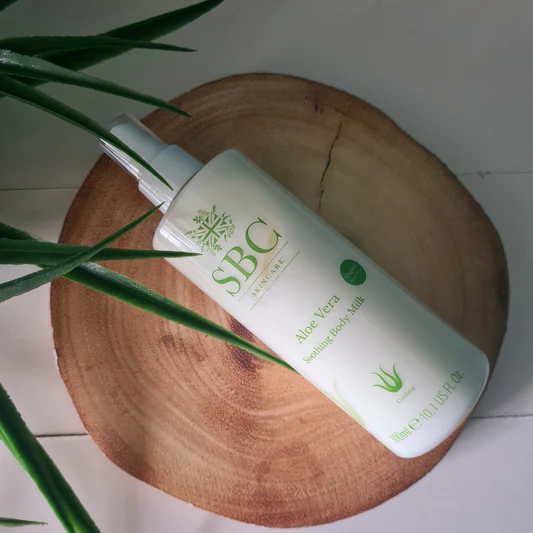 SBC
SKINCARE
Aloe Vera
Soothing Body Milk
300ml ℮ 10.1 US Fl. Oz.